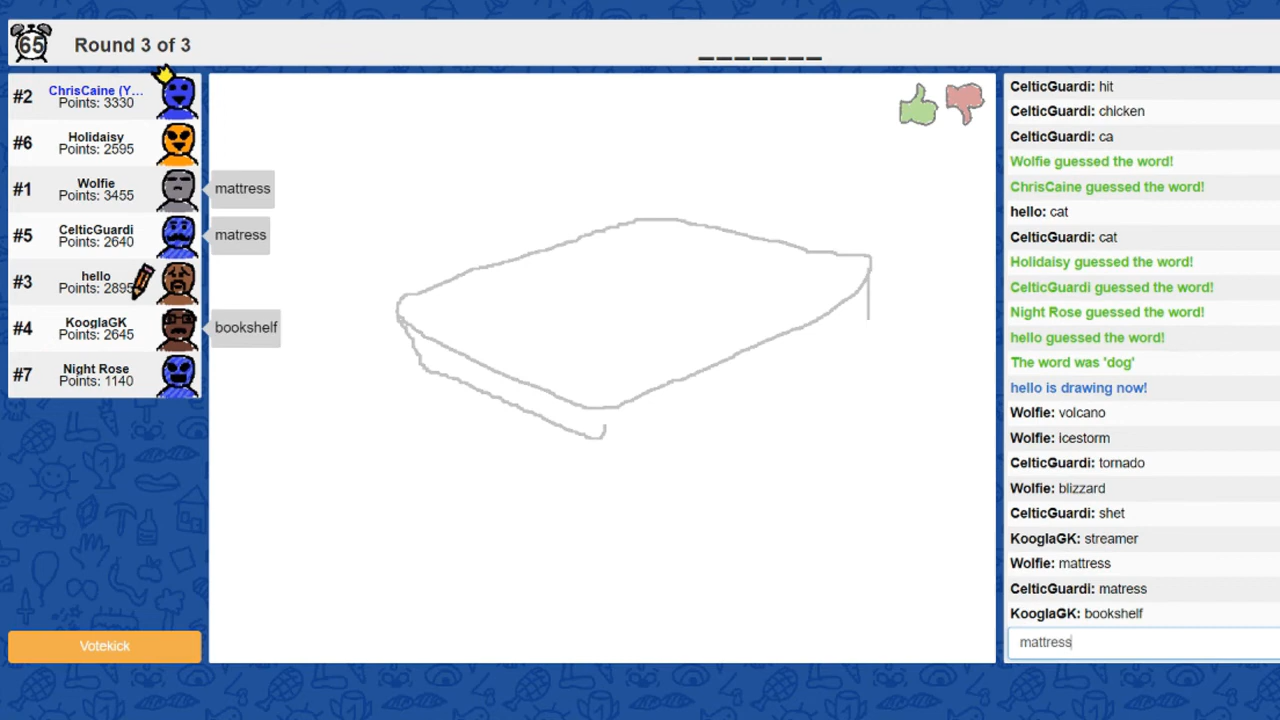 65
Round 3 of 3
_______
#2
ChrisCaine (Y...
Points: 3330
#6
Holidaisy
Points: 2595
#1
Wolfie
Points: 3455
mattress
#5
CelticGuardi
Points: 2640
matress
#3
hello
Points: 2895
#4
KooglaGK
Points: 2645
bookshelf
#7
Night Rose
Points: 1140
Votekick
CelticGuardi: hit
CelticGuardi: chicken
CelticGuardi: ca
Wolfie guessed the word!
ChrisCaine guessed the word!
hello: cat
CelticGuardi: cat
Holidaisy guessed the word!
CelticGuardi guessed the word!
Night Rose guessed the word!
hello guessed the word!
The word was 'dog'
hello is drawing now!
Wolfie: volcano
Wolfie: icestorm
CelticGuardi: tornado
Wolfie: blizzard
CelticGuardi: shet
KooglaGK: streamer
Wolfie: mattress
CelticGuardi: matress
KooglaGK: bookshelf
mattress